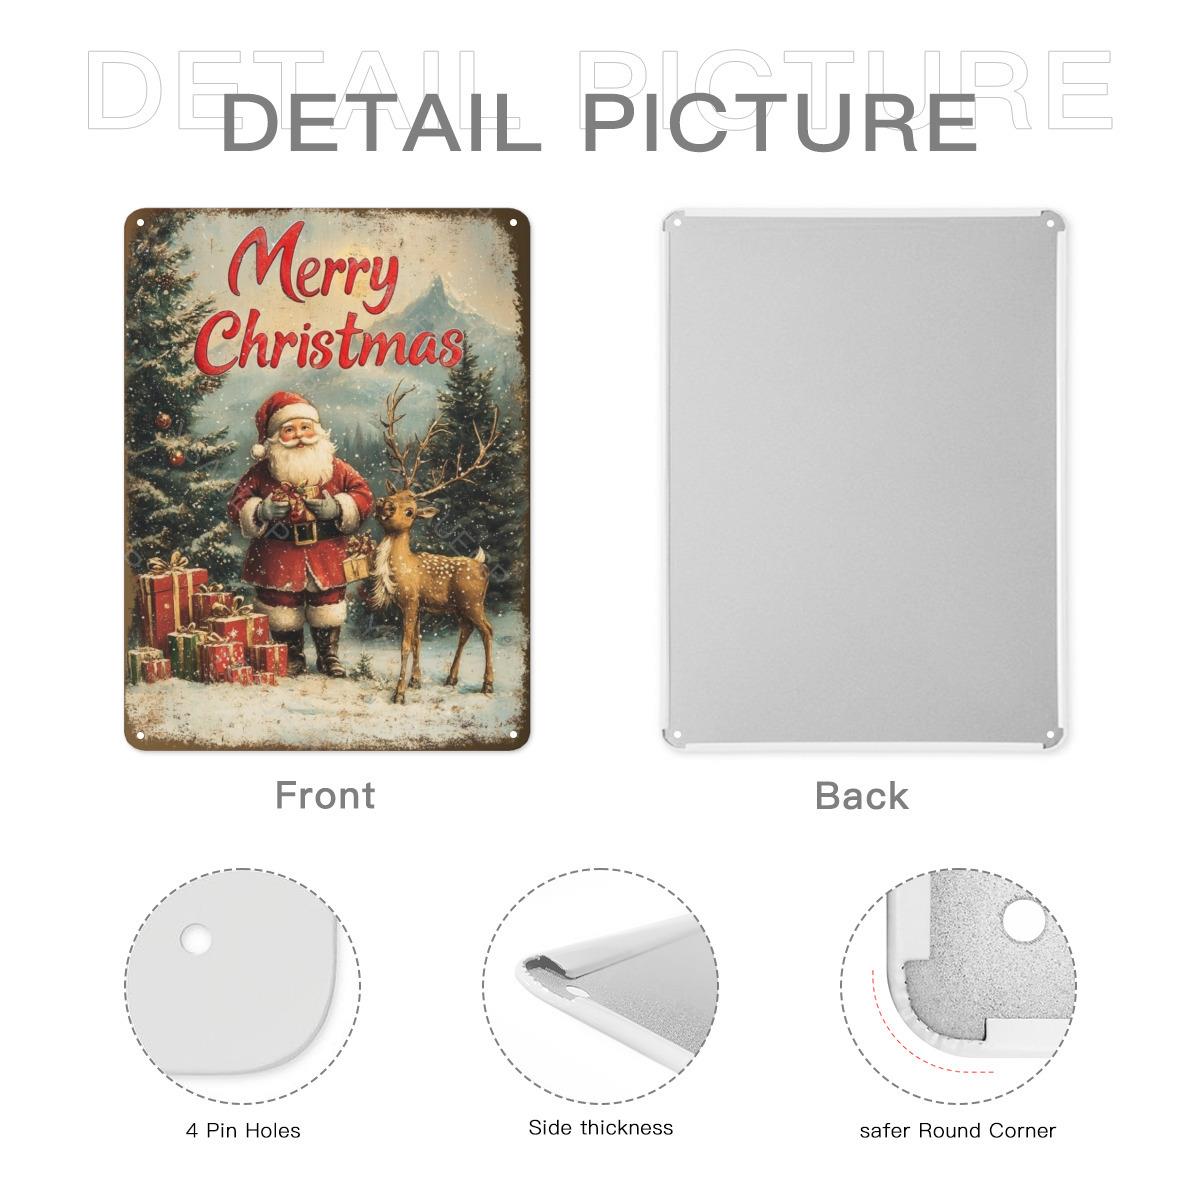 DETAIL PICTURE
DETAIL PICTURE
Merry
Christmas
Front
Back
4 Pin Holes
Side thickness
safer Round Corner